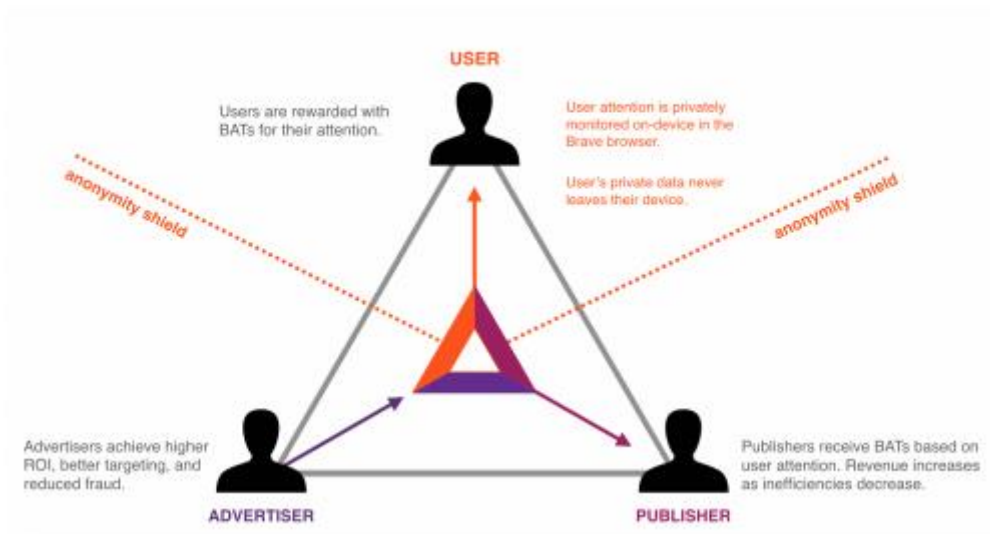 USER
Users are rewarded with
BATs for their attention.
User attention is privately
monitored on-device in the
Brave browser.
User's private data never
leaves their device.
anonymity shield
anonymity shield
Advertisers achieve higher
ROI, better targeting, and
reduced fraud.
ADVERTISER
Publishers receive BATs based on
user attention. Revenue increases
as inefficiencies decrease.
PUBLISHER